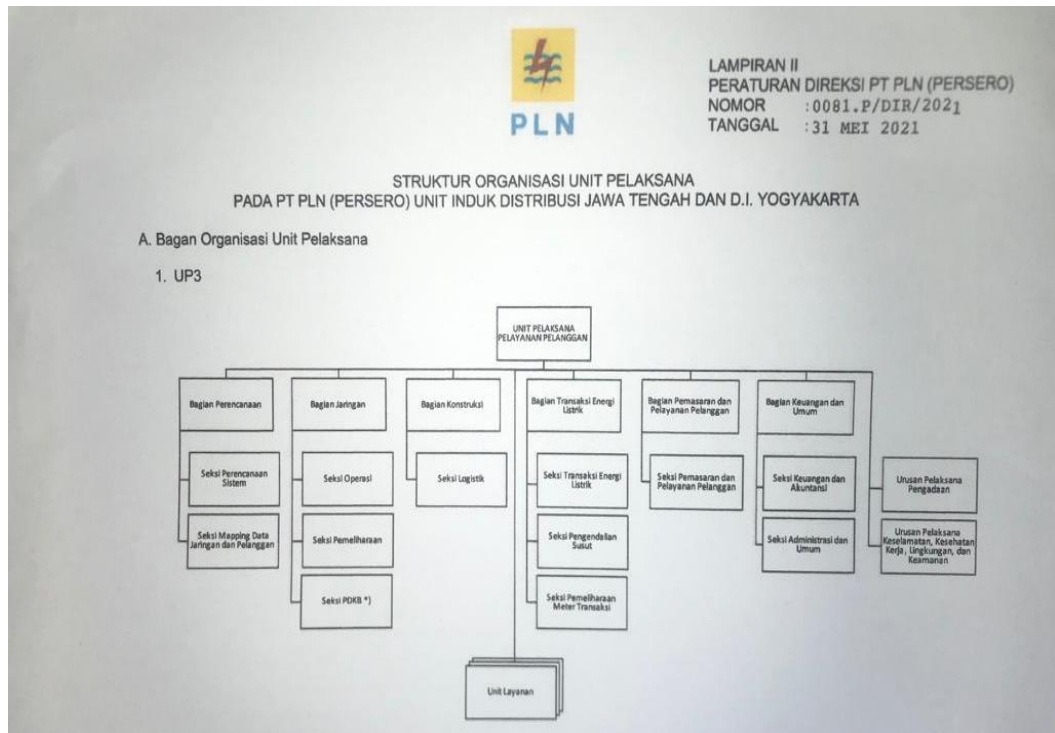 PLN
LAMPIRAN II
PERATURAN DIREKSI PT PLN (PERSERO)
NOMOR :0081.P/DIR/2021
TANGGAL :31 MEI 2021
STRUKTUR ORGANISASI UNIT PELAKSANA
PADA PT PLN (PERSERO) UNIT INDUK DISTRIBUSI JAWA TENGAH DAN D.I. YOGYAKARTA
A. Bagan Organisasi Unit Pelaksana
1. UP3
UNIT PELAKSANA
PELAYANAN PELANGGAN
Bagian Perencanaan
Bagian Jaringan
Bagian Konstruksi
Bagian Transaksi Energi
Listrik
Bagian Pemasaran dan
Pelayanan Pelanggan
Bagian Keuangan dan
Umum
Seksi Perencanaan
Sistem
Seksi Operasi
Seksi Logistik
Seksi Transaksi Energi
Listrik
Seksi Pemasaran dan
Pelayanan Pelanggan
Seksi Keuangan dan
Akuntansi
Urusan Pelaksana
Pengadaan
Seksi Mapping Data
Jaringan dan Pelanggan
Seksi Pemeliharaan
Seksi Pengendalian
Susut
Seksi Administrasi dan
Umum
Urusan Pelaksana
Keselamatan, Kesehatan
Kerja, Lingkungan, dan
Keamanan
Seksi PDKB *)
Seksi Pemeliharaan
Meter Transaksi
Unit Layanan